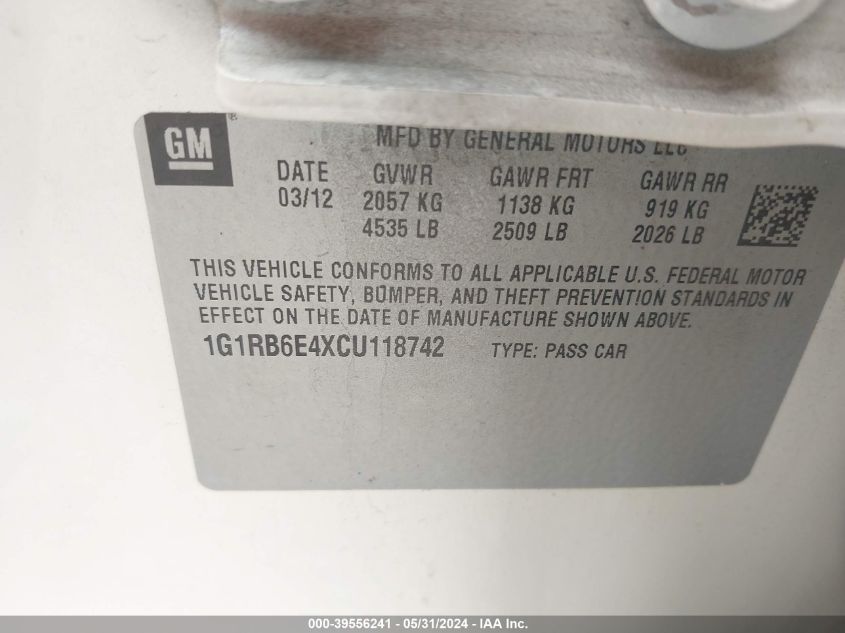 GM®
MFD BY GENERAL MOTORS LLC
DATE GVWR GAWR FRT GAWR RR
03/12 2057 KG 1138 KG 919 KG
4535 LB 2509 LB 2026 LB
THIS VEHICLE CONFORMS TO ALL APPLICABLE U.S. FEDERAL MOTOR
VEHICLE SAFETY, BUMPER, AND THEFT PREVENTION STANDARDS IN
EFFECT ON THE DATE OF MANUFACTURE SHOWN ABOVE.
1G1RB6E4XCU118742 TYPE: PASS CAR
000-39556241 - 05/31/2024 - IAA Inc.